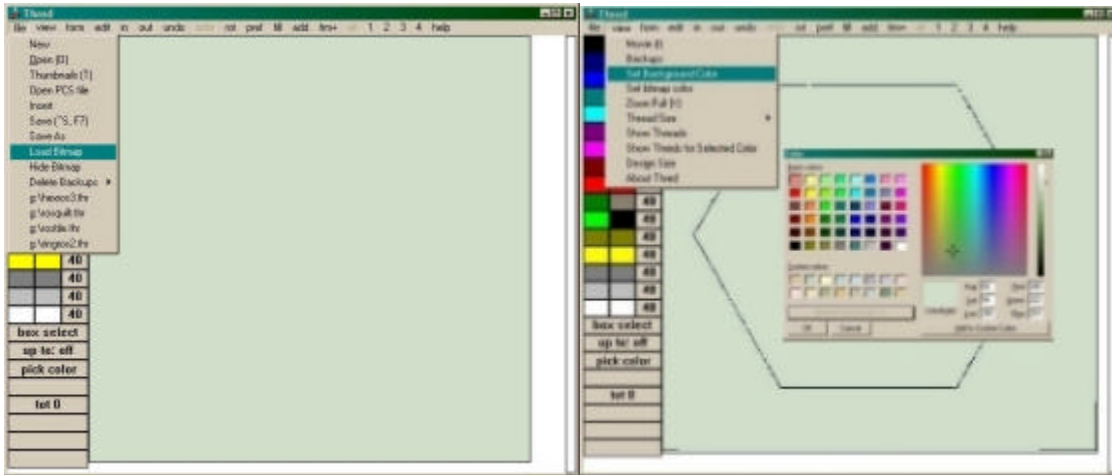 Thred
file view form edit in out undo rot pref fill add frm+ 1 2 3 4 help
New
Open (O)
Thumbnails (T)
Open PCS file
Insert
Save (^S, F7)
Save As
Load Bitmap
Hide Bitmap
Delete Backups
40
40
40
40
box select
up to: off
pick color
tot 0
Thred
file view form edit in out undo rot pref fill add frm+ 1 2 3 4 help
Movie
Backups
Set Background Color
Set bitmap color
Zoom Full
Thread Size
Show Threads
Show Threds for Selected Color
Design Size
About Thred
40
40
40
40
40
40
40
box select
up to: off
pick color
tot 0
Color
Basic colors:
Custom colors:
OK Cancel
Add to Custom Colors